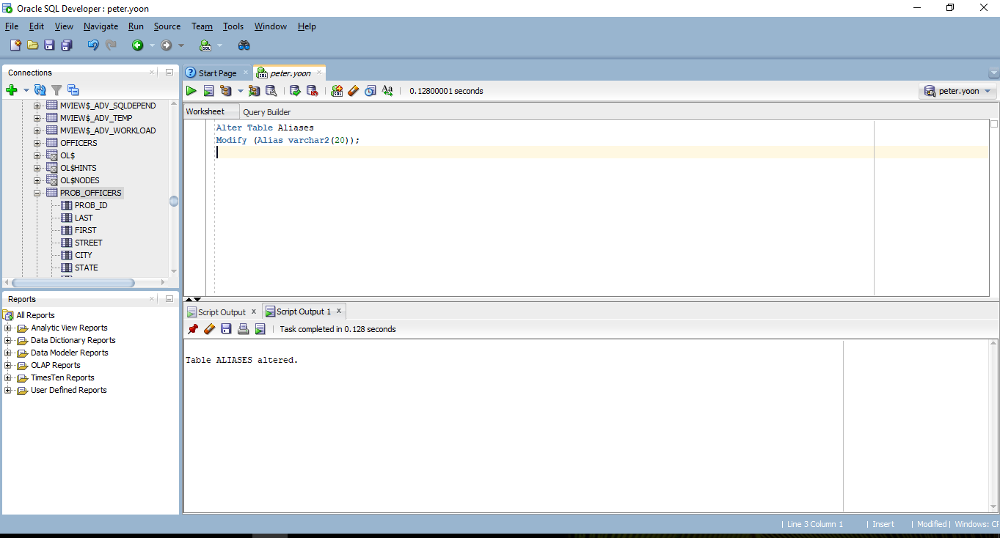 Oracle SQL Developer : peter.yoon
File Edit View Navigate Run Source Team Tools Window Help
Connections
MVIEW$_ADV_SQLDEPEND
MVIEW$_ADV_TEMP
MVIEW$_ADV_WORKLOAD
OFFICERS
OL$
OL$HINTS
OL$NODES
PROB_OFFICERS
PROB_ID
LAST
FIRST
STREET
CITY
STATE
Reports
All Reports
Analytic View Reports
Data Dictionary Reports
Data Modeler Reports
OLAP Reports
TimesTen Reports
User Defined Reports
Start Page peter.yoon
SQL
0.12800001 seconds
peter.yoon
Worksheet Query Builder
Alter Table Aliases
Modify (Alias varchar2(20));
Script Output x Script Output 1 x
Task completed in 0.128 seconds
Table ALIASES altered.
| Line 3 Column 1 | Insert | Modified | Windows: